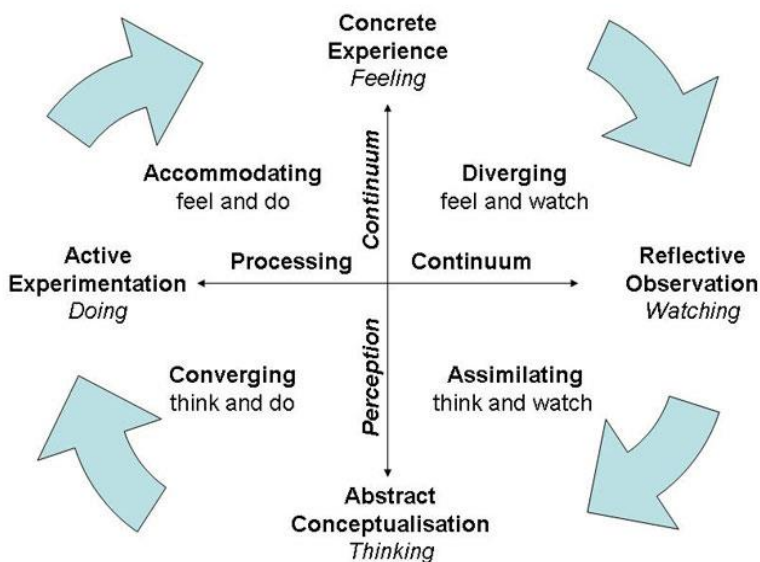 Concrete
Experience
Feeling
Accommodating
feel and do
Continuum
Diverging
feel and watch
Active
Experimentation
Doing
Processing
Continuum
Reflective
Observation
Watching
Converging
think and do
Perception
Assimilating
think and watch
Abstract
Conceptualisation
Thinking